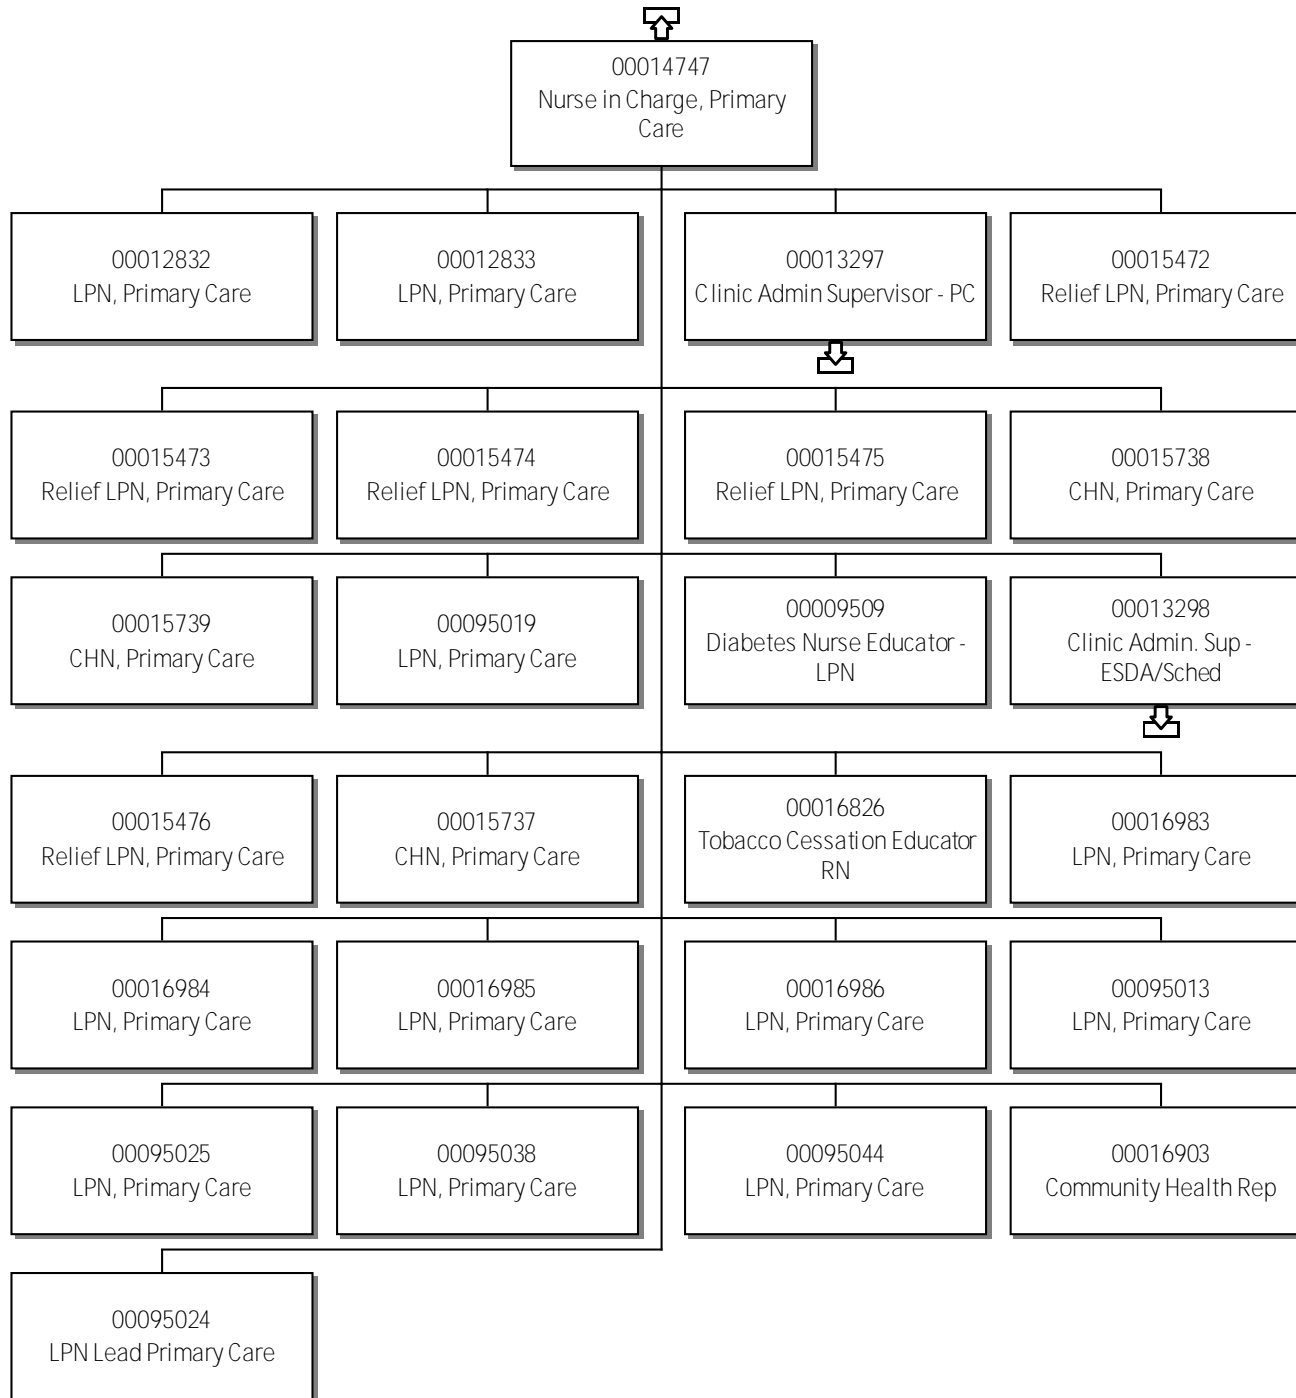 00014747
Nurse in Charge, Primary
Care
00012832
LPN, Primary Care
00012833
LPN, Primary Care
00013297
Clinic Admin Supervisor - PC
00015472
Relief LPN, Primary Care
00015473
Relief LPN, Primary Care
00015474
Relief LPN, Primary Care
00015475
Relief LPN, Primary Care
00015738
CHN, Primary Care
00015739
CHN, Primary Care
00095019
LPN, Primary Care
00009509
Diabetes Nurse Educator -
LPN
00013298
Clinic Admin. Sup -
ESDA/Sched
00015476
Relief LPN, Primary Care
00015737
CHN, Primary Care
00016826
Tobacco Cessation Educator
RN
00016983
LPN, Primary Care
00016984
LPN, Primary Care
00016985
LPN, Primary Care
00016986
LPN, Primary Care
00095013
LPN, Primary Care
00095025
LPN, Primary Care
00095038
LPN, Primary Care
00095044
LPN, Primary Care
00016903
Community Health Rep
00095024
LPN Lead Primary Care